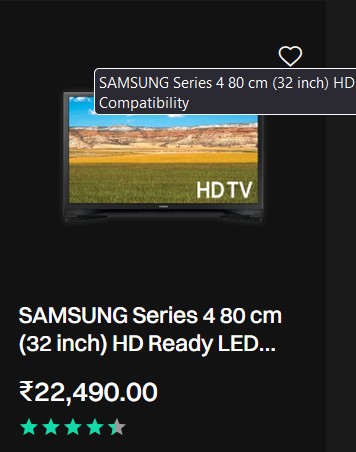 SAMSUNG Series 4 80 cm (32 inch) HD
Compatibility
HD TV
SAMSUNG Series 4 80 cm
(32 inch) HD Ready LED...
₹22,490.00